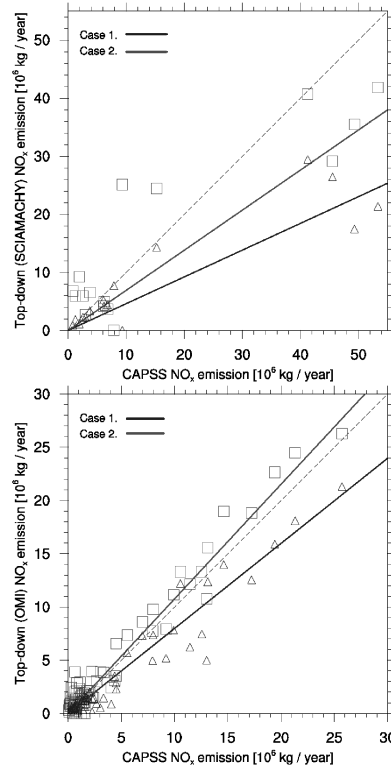 50
40
30
20
10
0
Top-down (SCIAMACHY) NOx emission [10⁶ kg / year]
Case 1.
Case 2.
0 10 20 30 40 50
CAPSS NOx emission [10⁶ kg / year]
30
25
20
15
10
5
0
Top-down (OMI) NOx emission [10⁶ kg / year]
Case 1.
Case 2.
0 5 10 15 20 25 30
CAPSS NOx emission [10⁶ kg / year]